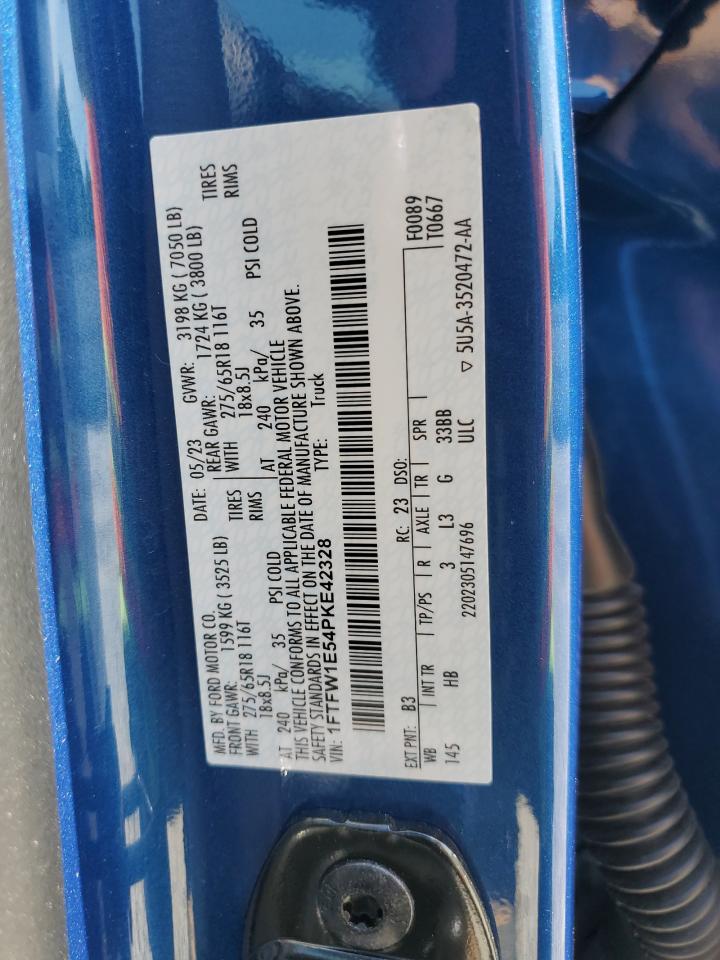 MFD. BY FORD MOTOR CO.
DATE: 05/23 GVWR: 3198 KG ( 7050 LB)
FRONT GAWR: 1599 KG ( 3525 LB)
REAR GAWR: 1724 KG ( 3800 LB)
WITH 275/65R18 116T TIRES
WITH 275/65R18 116T TIRES
18x8.5J RIMS
18x8.5J RIMS
AT 240 kPa/ 35 PSI COLD
AT 240 kPa/ 35 PSI COLD
THIS VEHICLE CONFORMS TO ALL APPLICABLE FEDERAL MOTOR VEHICLE
SAFETY STANDARDS IN EFFECT ON THE DATE OF MANUFACTURE SHOWN ABOVE.
VIN: 1FTFW1E54PKE42328
TYPE: Truck
EXT PNT: B3 RC: 23 DSO: F0089
T0667
WB INT TR TP/PS R AXLE TR SPR
145 HB 3 L3 G 33BB
2202305147696 ULC
▽ 5U5A-3520472-AA